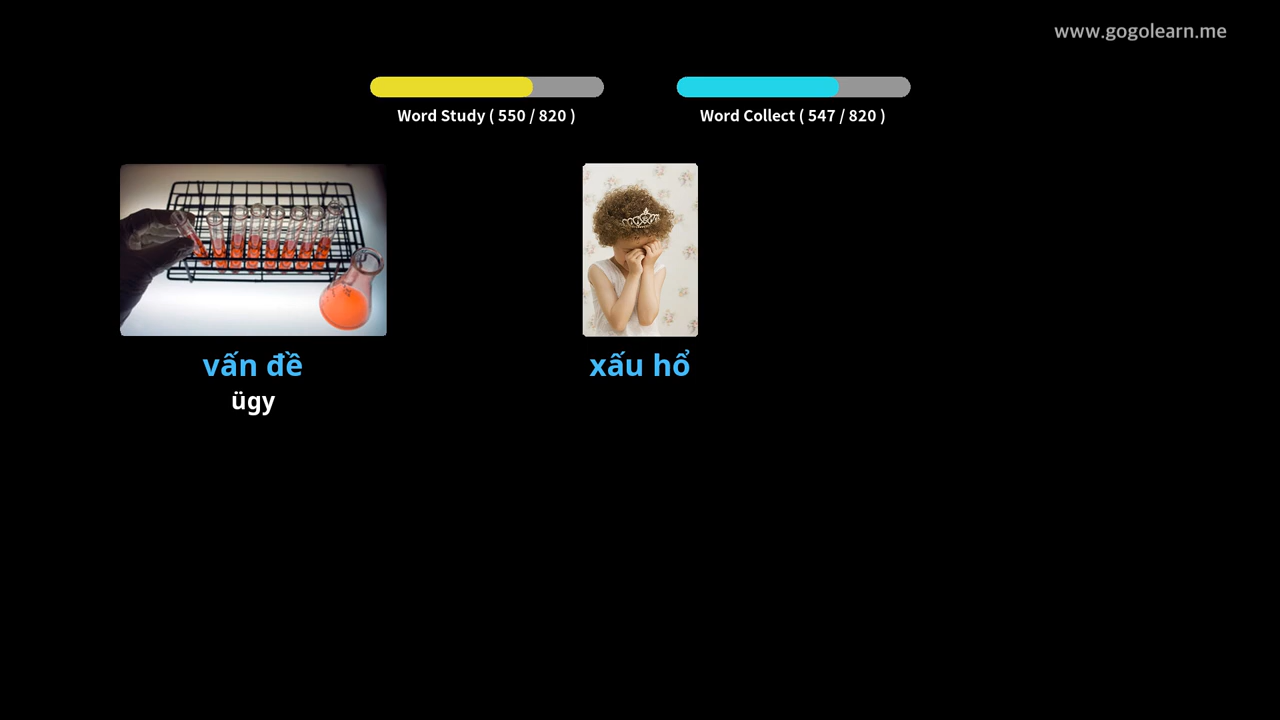 www.gogolearn.me
Word Study ( 550 / 820 )
Word Collect ( 547 / 820 )
vấn đề
ügy
xấu hổ